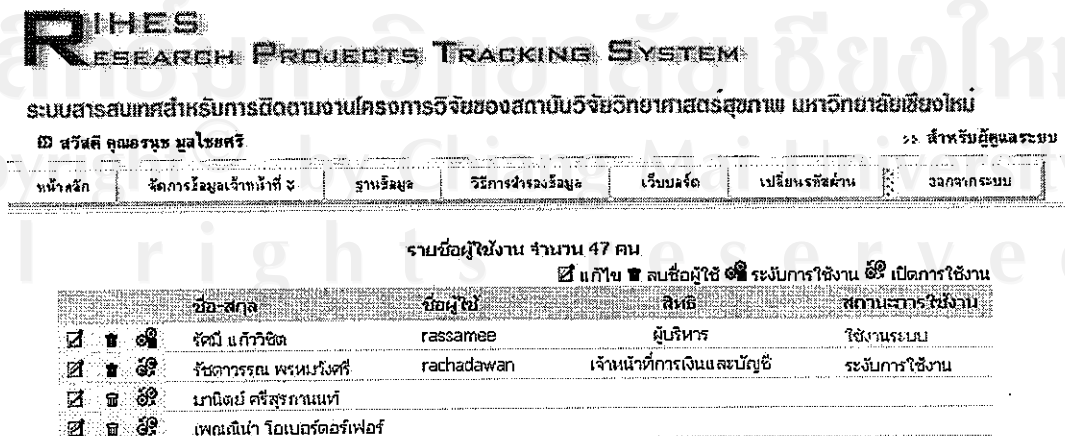 RIHES
RESEARCH PROJECTS TRACKING SYSTEM
ระบบสารสนเทศสำหรับการติดตามงานโครงการวิจัยของสถาบันวิจัยวิทยาศาสตร์สุขภาพ มหาวิทยาลัยเชียงใหม่
สวัสดี คุณอรนุช มูลไชยศรี >> สำหรับผู้ดูแลระบบ
หน้าหลัก จัดการข้อมูลเจ้าหน้าที่ ฐานข้อมูล วิธีการสำรองข้อมูล เว็บบอร์ด เปลี่ยนรหัสผ่าน ออกจากระบบ
รายชื่อผู้ใช้งาน จำนวน 47 คน
แก้ไข ลบชื่อผู้ใช้ ระงับการใช้งาน เปิดการใช้งาน
ชื่อ-สกุล ชื่อผู้ใช้ สิทธิ สถานะการใช้งาน
รัศมี แก้ววิชิต rassamee ผู้บริหาร ใช้งานระบบ
รัชดาวรรณ พรหมวังศรี rachadawan เจ้าหน้าที่การเงินและบัญชี ระงับการใช้งาน
มานิตย์ ศรีสุรภานนท์
เพณณิน่า โอเบอร์ดอร์เฟอร์